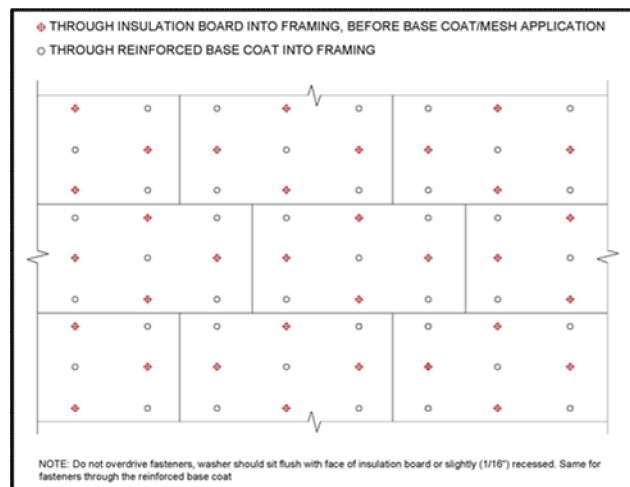 THROUGH INSULATION BOARD INTO FRAMING, BEFORE BASE COAT/MESH APPLICATION
THROUGH REINFORCED BASE COAT INTO FRAMING
NOTE: Do not overdrive fasteners, washer should sit flush with face of insulation board or slightly (1/16") recessed. Same for
fasteners through the reinforced base coat